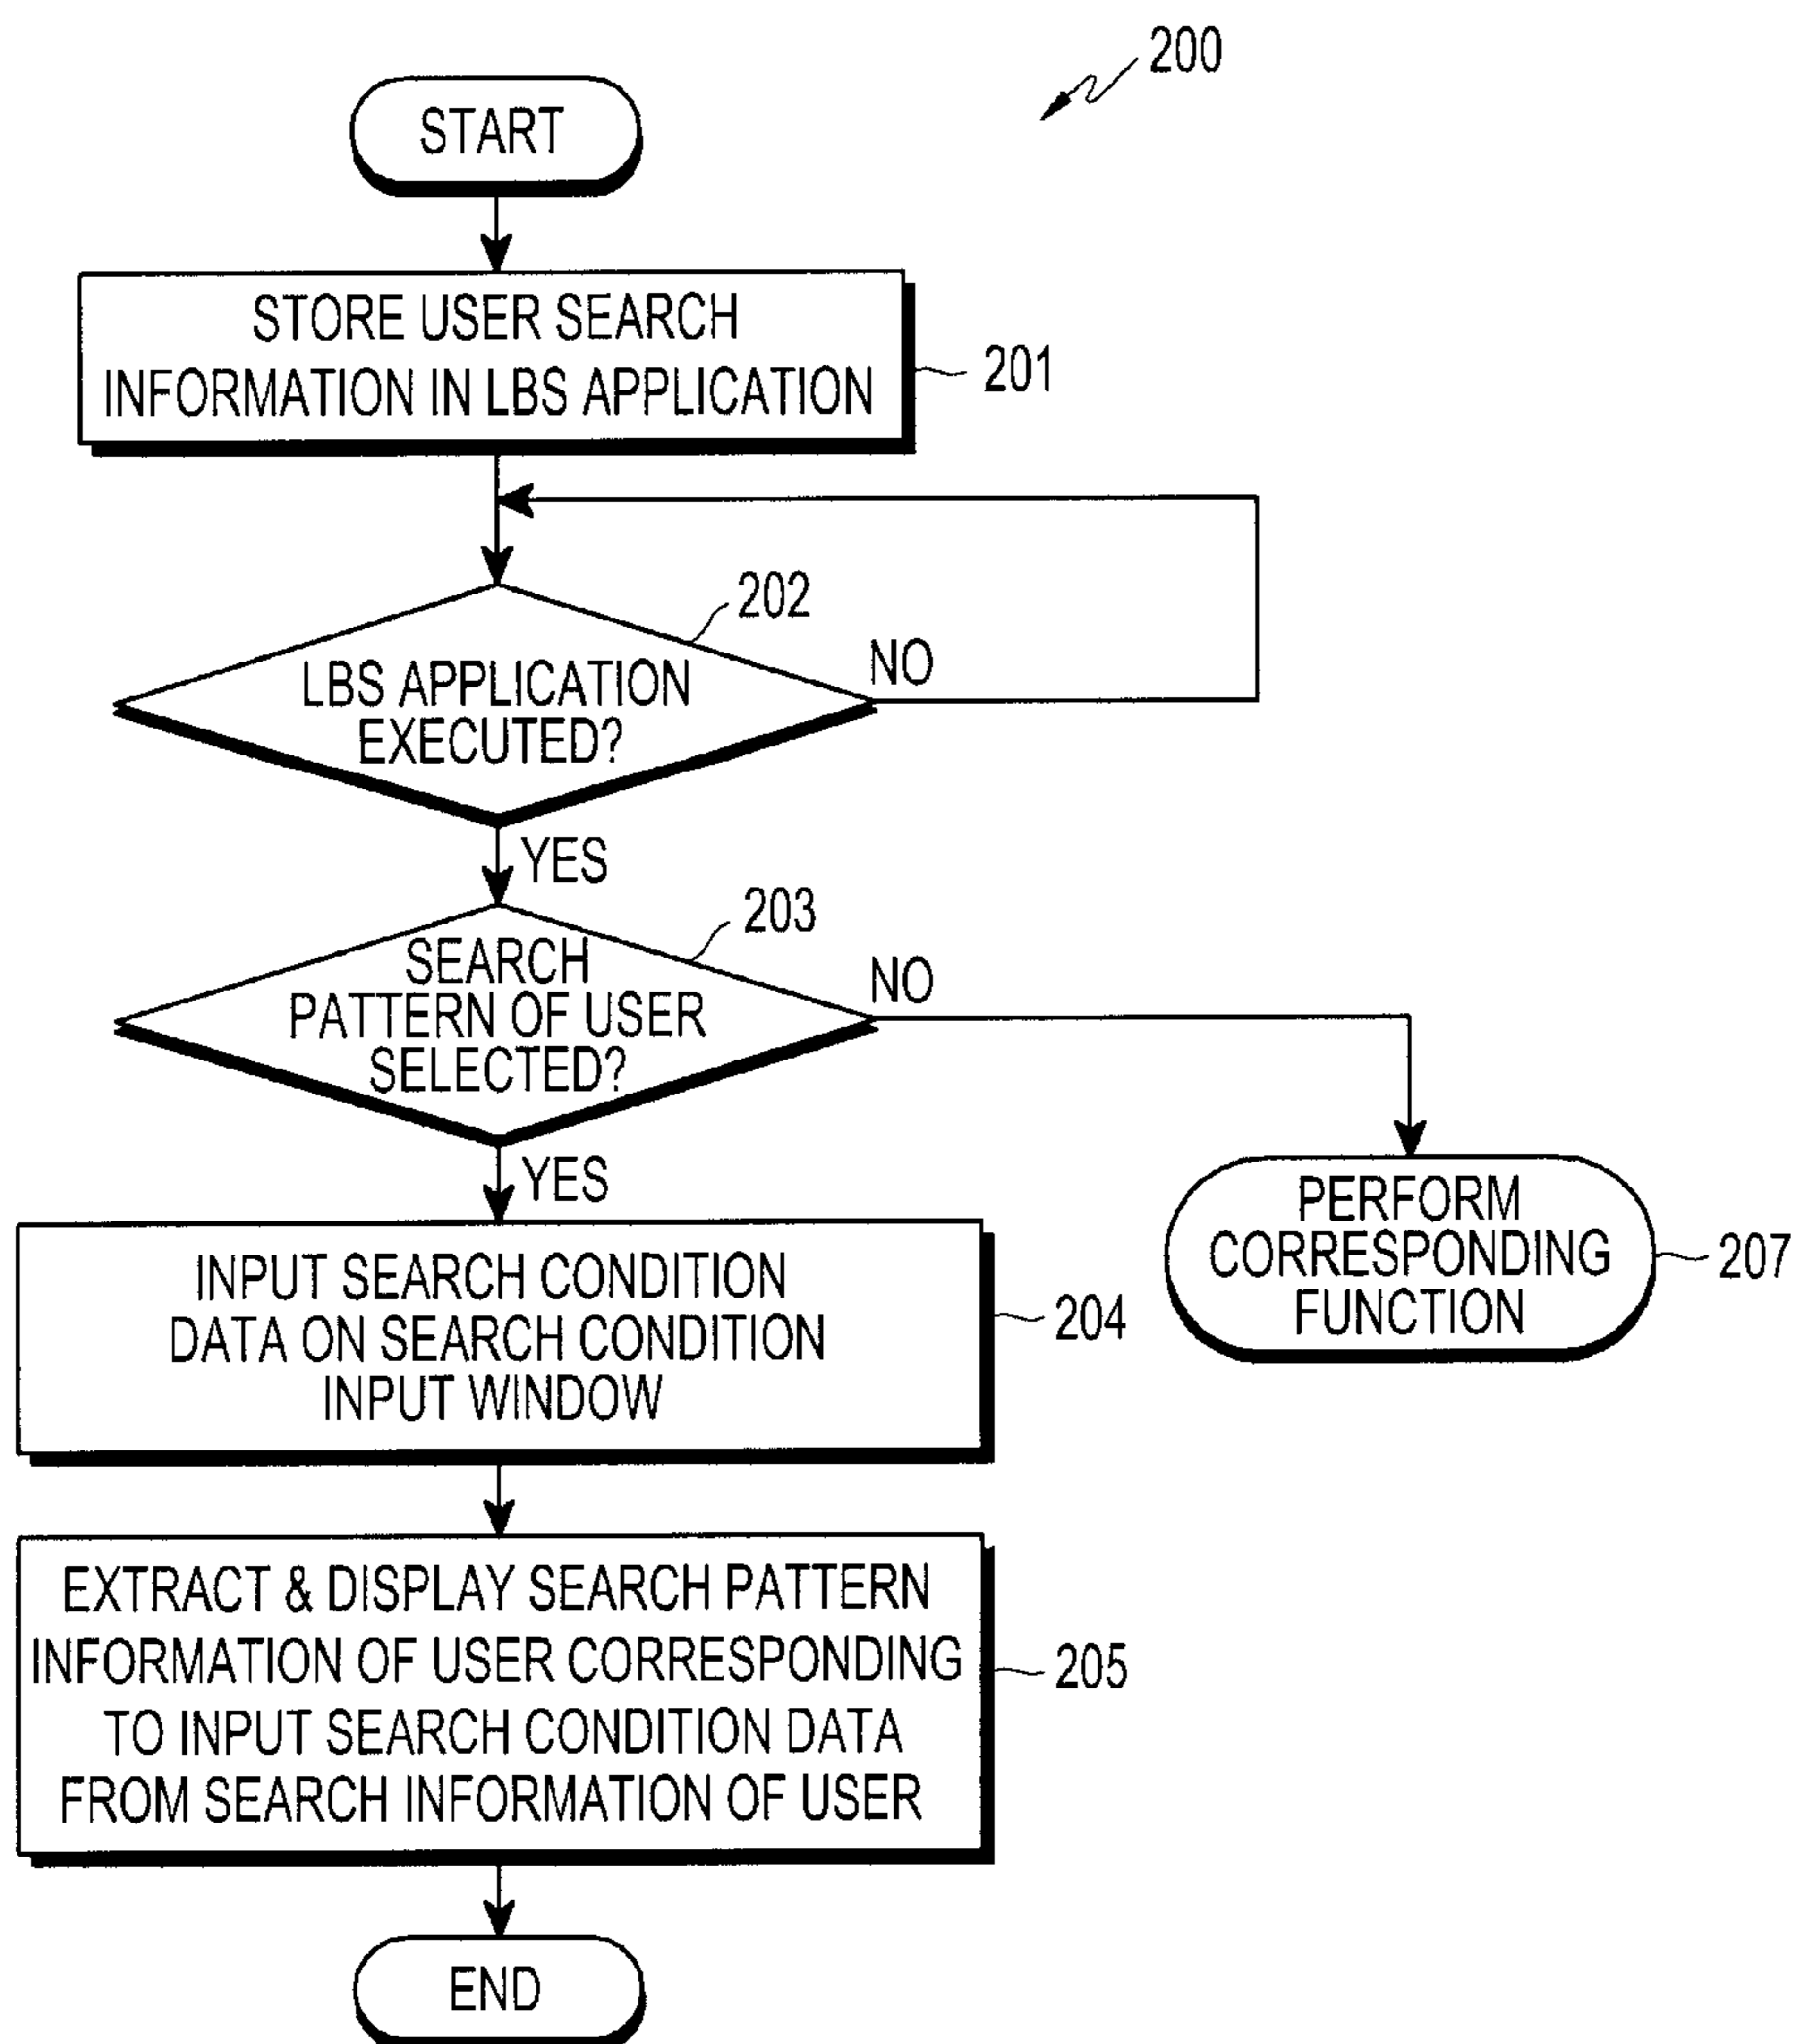 200
START
STORE USER SEARCH
INFORMATION IN LBS APPLICATION
201
202
LBS APPLICATION
EXECUTED?
NO
YES
203
SEARCH
PATTERN OF USER
SELECTED?
NO
YES
PERFORM
CORRESPONDING
FUNCTION
207
INPUT SEARCH CONDITION
DATA ON SEARCH CONDITION
INPUT WINDOW
204
EXTRACT & DISPLAY SEARCH PATTERN
INFORMATION OF USER CORRESPONDING
TO INPUT SEARCH CONDITION DATA
FROM SEARCH INFORMATION OF USER
205
END